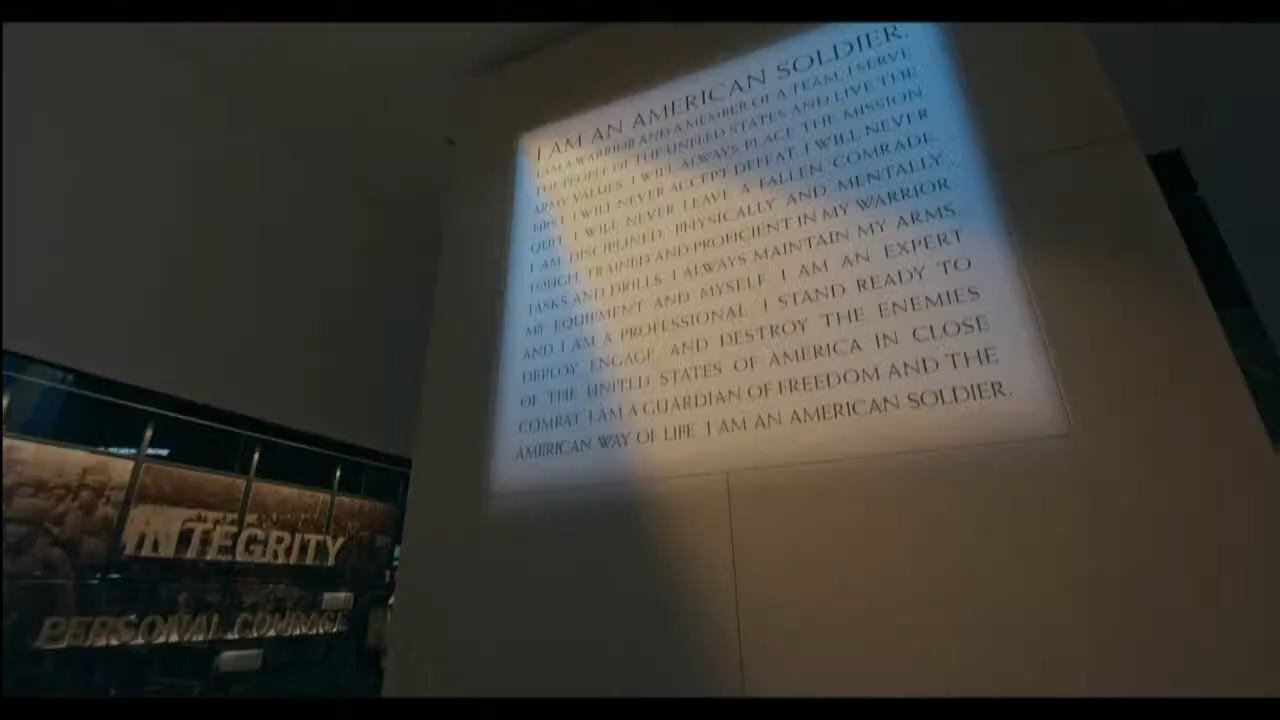 I AM AN AMERICAN SOLDIER.
I AM A WARRIOR AND A MEMBER OF A TEAM. I SERVE
THE PEOPLE OF THE UNITED STATES AND LIVE THE
ARMY VALUES. I WILL ALWAYS PLACE THE MISSION
FIRST. I WILL NEVER ACCEPT DEFEAT. I WILL NEVER
QUIT. I WILL NEVER LEAVE A FALLEN COMRADE.
I AM DISCIPLINED, PHYSICALLY AND MENTALLY
TOUGH, TRAINED AND PROFICIENT IN MY WARRIOR
TASKS AND DRILLS. I ALWAYS MAINTAIN MY ARMS,
MY EQUIPMENT AND MYSELF. I AM AN EXPERT
AND I AM A PROFESSIONAL. I STAND READY TO
DEPLOY, ENGAGE, AND DESTROY THE ENEMIES
OF THE UNITED STATES OF AMERICA IN CLOSE
COMBAT. I AM A GUARDIAN OF FREEDOM AND THE
AMERICAN WAY OF LIFE. I AM AN AMERICAN SOLDIER.
INTEGRITY
PERSONAL COURAGE